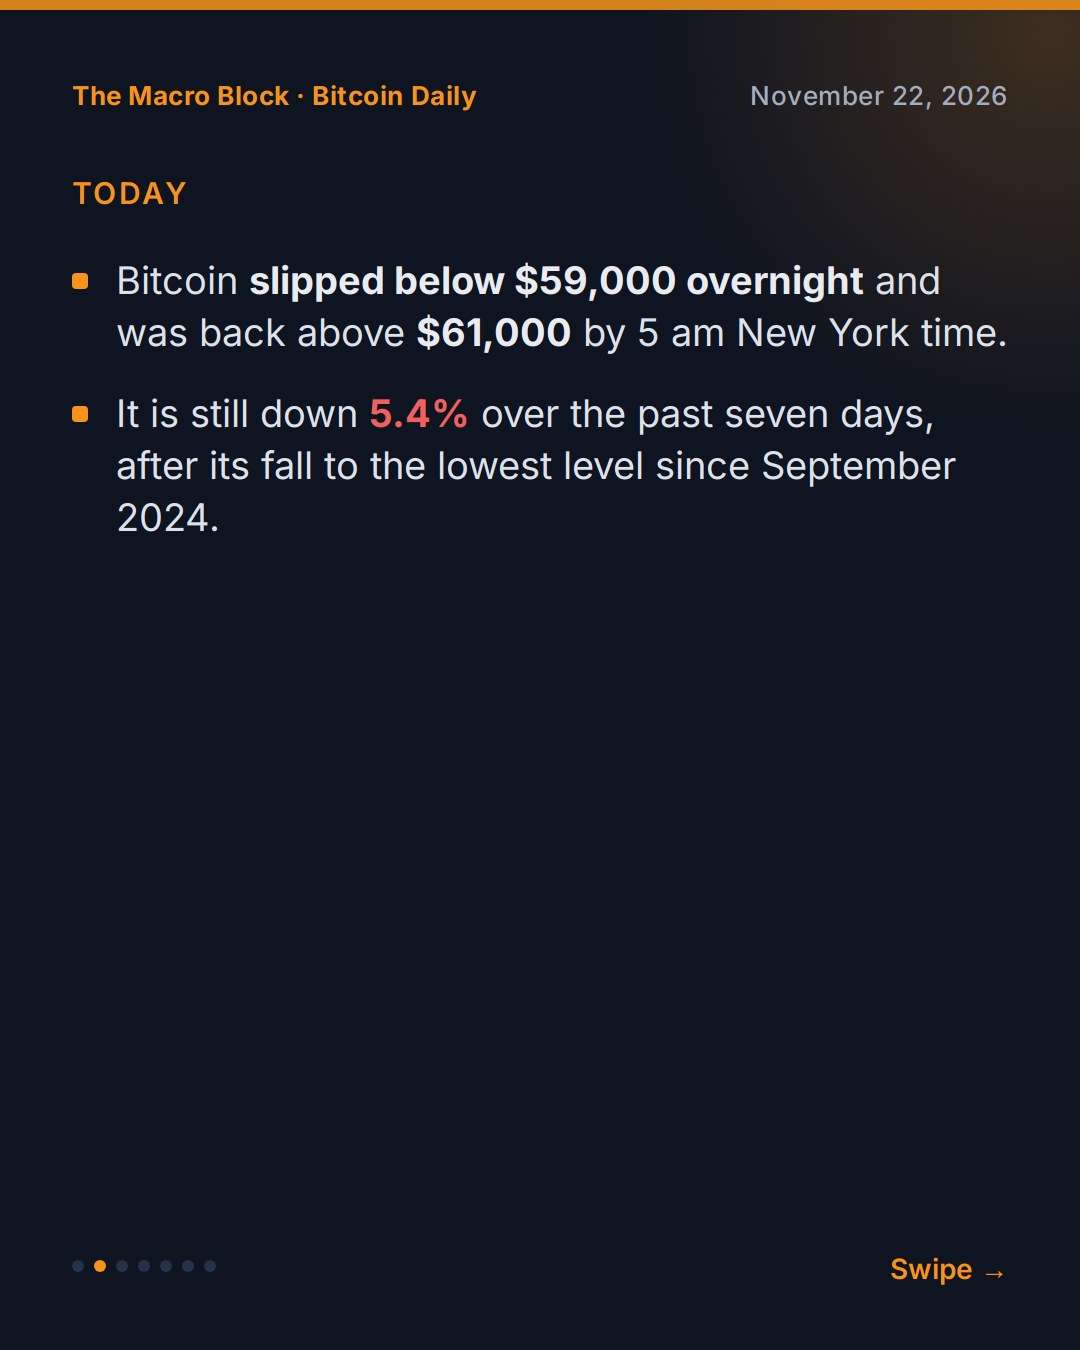 The Macro Block · Bitcoin Daily
November 22, 2026
TODAY
Bitcoin slipped below $59,000 overnight and
was back above $61,000 by 5 am New York time.
It is still down 5.4% over the past seven days,
after its fall to the lowest level since September
2024.
Swipe →